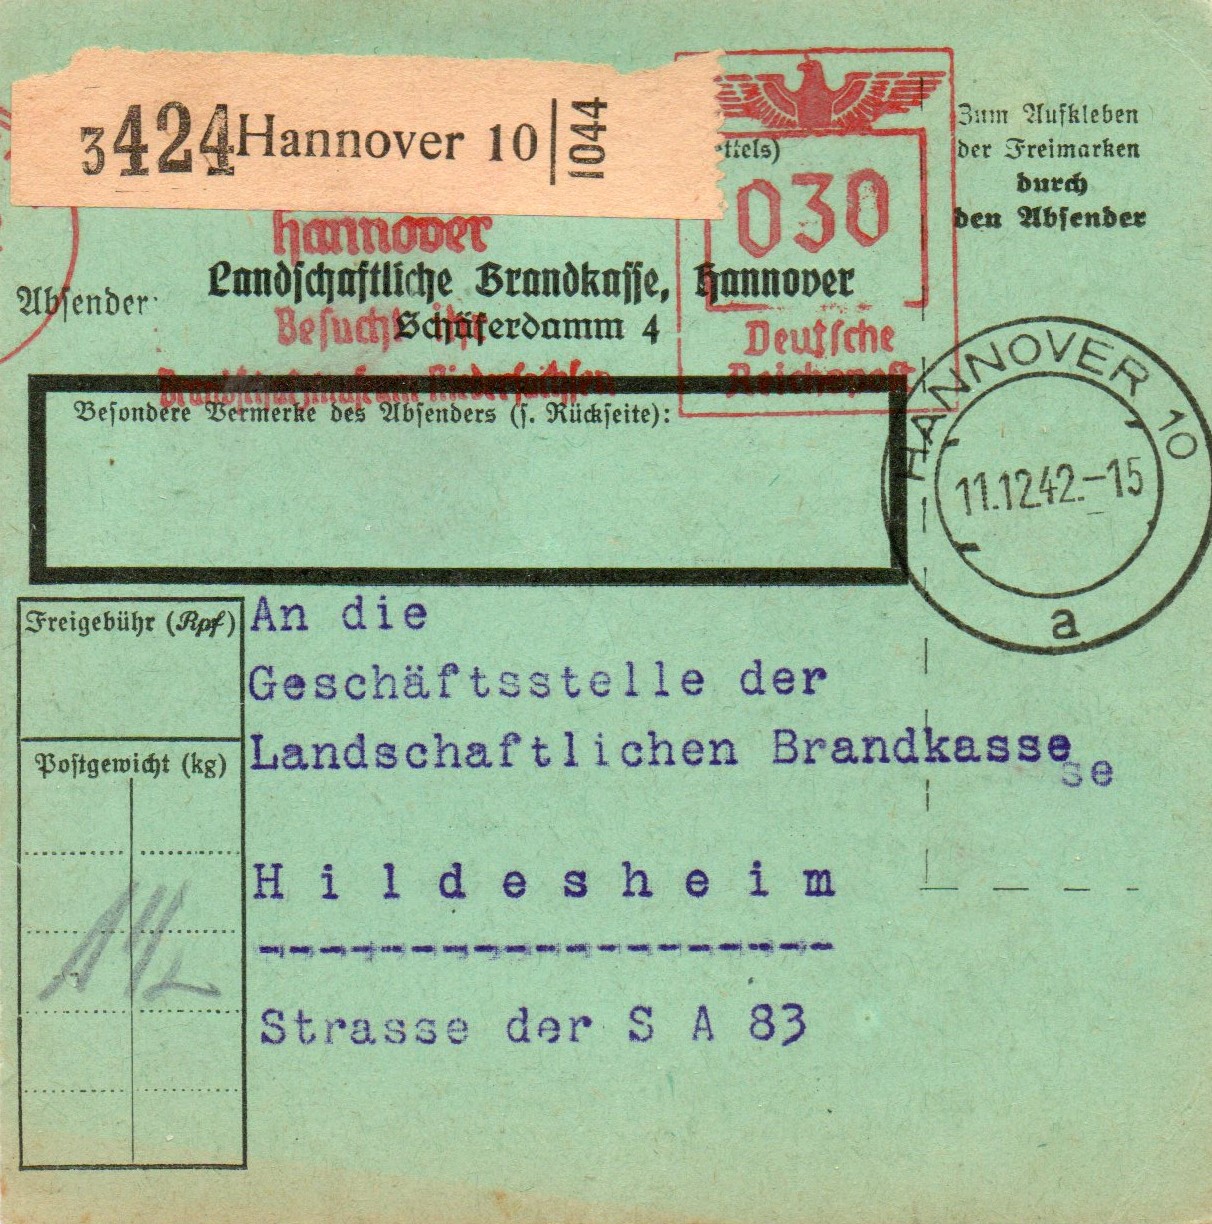 3424 Hannover 10 1044
ettels)
Zum Aufkleben
der Freimarken
durch
den Absender
030
Deutsche
Reichspost
hannover
Landschaftliche Brandkasse, Hannover
Absender:
Besucht
Schäferdamm 4
Niedersachsen
Besondere Vermerke des Absenders (s. Rückseite):
HANNOVER 10
11.12.42.-15
a
Freigebühr (Rpf)
An die
Geschäftsstelle der
Landschaftlichen Brandkasse
se
Postgewicht (kg)
Hildesheim
Strasse der S A 83